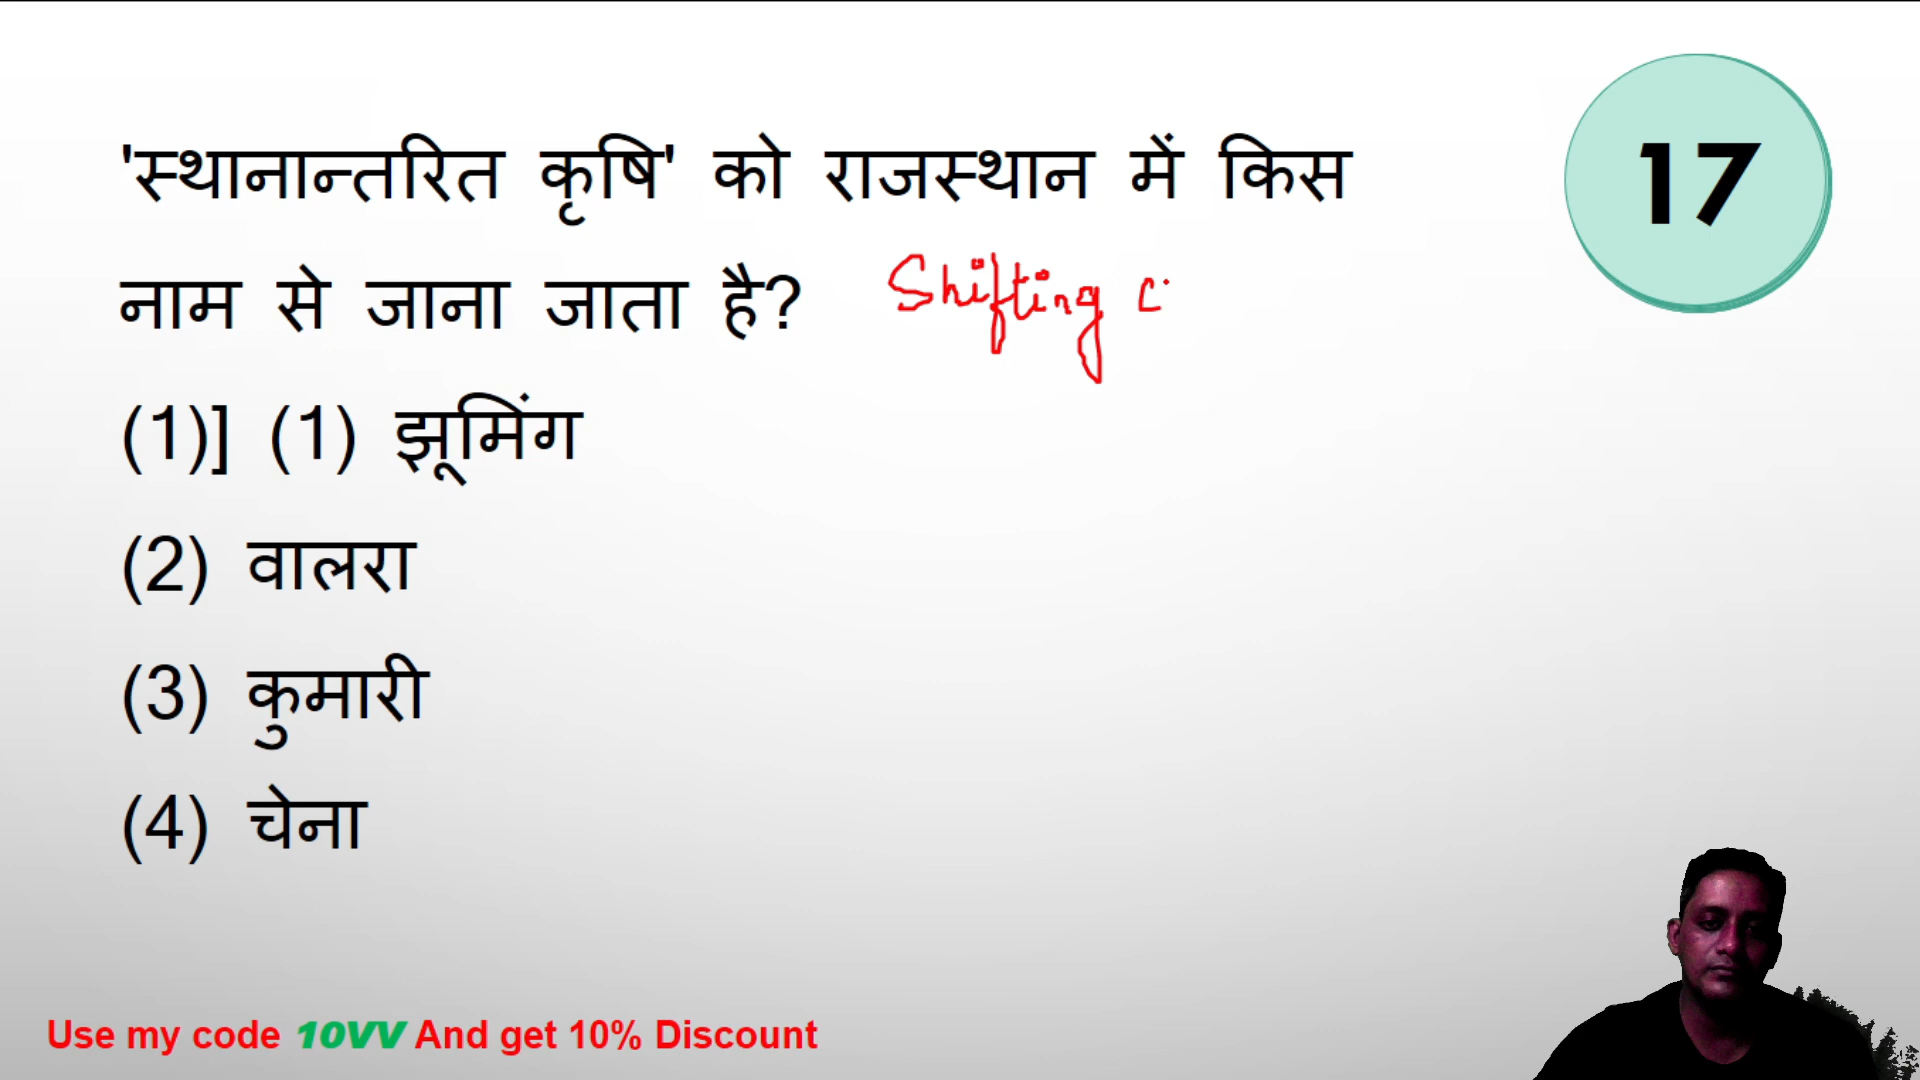 'स्थानान्तरित कृषि' को राजस्थान में किस
17
नाम से जाना जाता है? Shifting c
(1)] (1) झूमिंग
(2) वालरा
(3) कुमारी
(4) चेना
Use my code 10VV And get 10% Discount